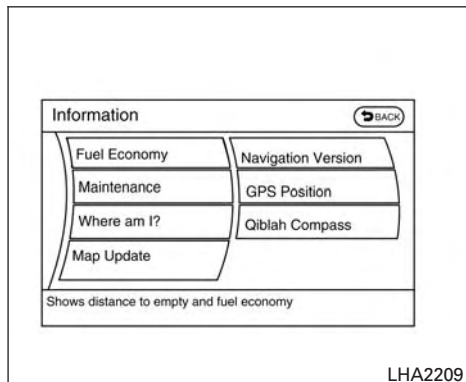 Information
BACK
Fuel Economy
Maintenance
Where am I?
Map Update
Navigation Version
GPS Position
Qiblah Compass
Shows distance to empty and fuel economy
LHA2209